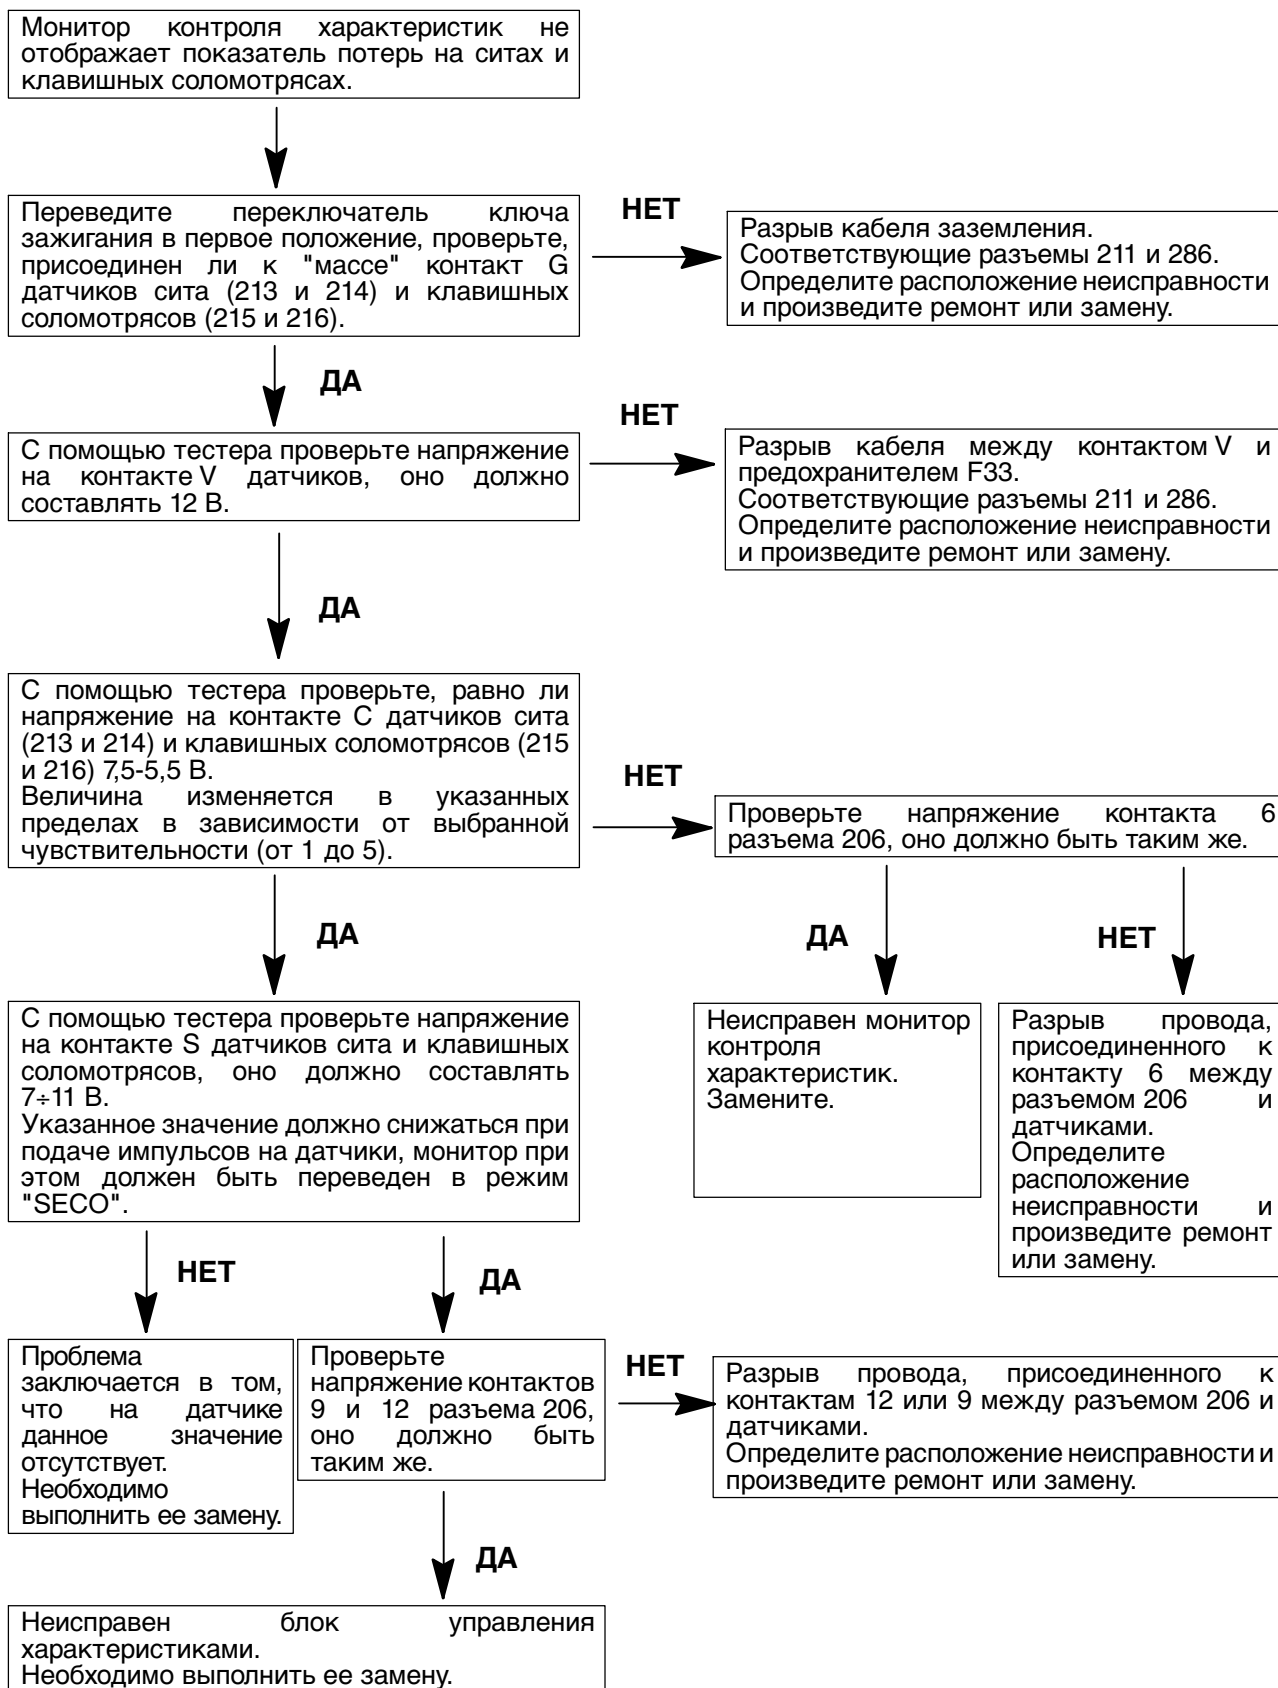 Монитор контроля характеристик не
отображает показатель потерь на ситах и
клавишных соломотрясах.
Переведите переключатель ключа
зажигания в первое положение, проверьте,
присоединен ли к "массе" контакт G
датчиков сита (213 и 214) и клавишных
соломотрясов (215 и 216).
НЕТ
Разрыв кабеля заземления.
Соответствующие разъемы 211 и 286.
Определите расположение неисправности
и произведите ремонт или замену.
ДА
С помощью тестера проверьте напряжение
на контакте V датчиков, оно должно
составлять 12 В.
НЕТ
Разрыв кабеля между контактом V и
предохранителем F33.
Соответствующие разъемы 211 и 286.
Определите расположение неисправности
и произведите ремонт или замену.
ДА
С помощью тестера проверьте, равно ли
напряжение на контакте С датчиков сита
(213 и 214) и клавишных соломотрясов (215
и 216) 7,5-5,5 В.
Величина изменяется в указанных
пределах в зависимости от выбранной
чувствительности (от 1 до 5).
НЕТ
Проверьте напряжение контакта 6
разъема 206, оно должно быть таким же.
ДА
ДА
НЕТ
С помощью тестера проверьте напряжение
на контакте S датчиков сита и клавишных
соломотрясов, оно должно составлять
7÷11 В.
Указанное значение должно снижаться при
подаче импульсов на датчики, монитор при
этом должен быть переведен в режим
"SECO".
Неисправен монитор
контроля
характеристик.
Замените.
Разрыв провода,
присоединенного к
контакту 6 между
разъемом 206 и
датчиками.
Определите
расположение
неисправности и
произведите ремонт
или замену.
НЕТ
ДА
Проблема
заключается в том,
что на датчике
данное значение
отсутствует.
Необходимо
выполнить ее замену.
Проверьте
напряжение контактов
9 и 12 разъема 206,
оно должно быть
таким же.
НЕТ
Разрыв провода, присоединенного к
контактам 12 или 9 между разъемом 206 и
датчиками.
Определите расположение неисправности и
произведите ремонт или замену.
ДА
Неисправен блок управления
характеристиками.
Необходимо выполнить ее замену.